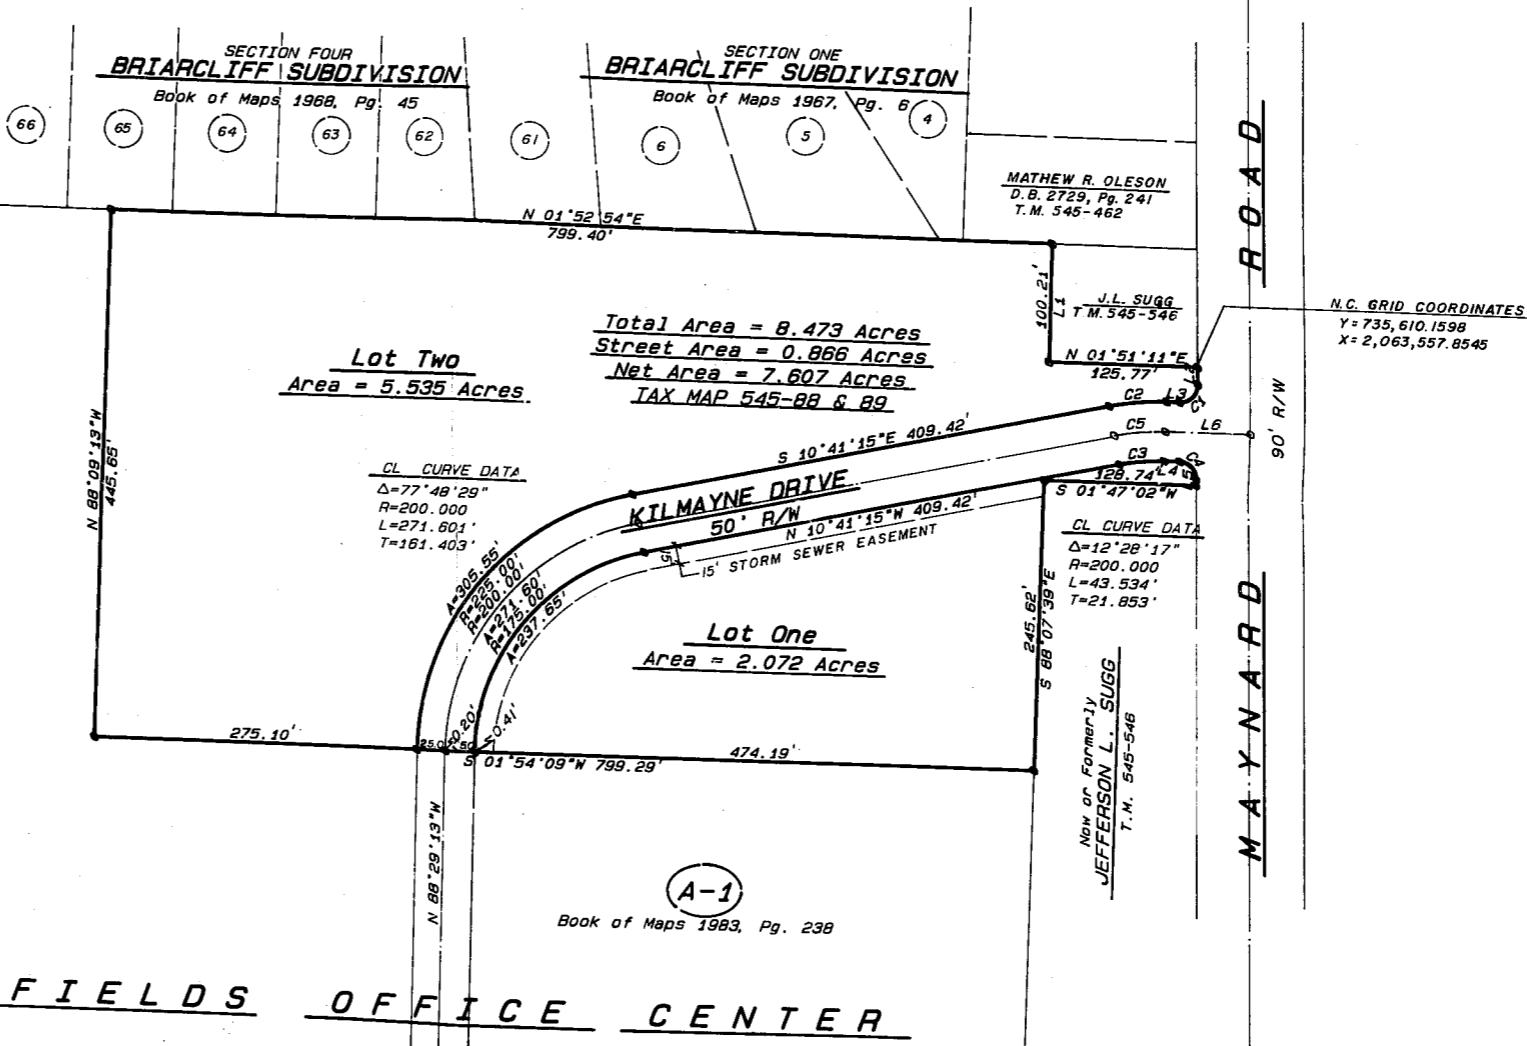 SECTION FOUR
BRIARCLIFF SUBDIVISION
Book of Maps 1968, Pg. 45
SECTION ONE
BRIARCLIFF SUBDIVISION
Book of Maps 1967, Pg. 6
66
65
64
63
62
61
6
5
4
MATHEW R. OLESON
D.B. 2729, Pg. 241
T.M. 545-462
ROAD
N 01°52'54"E
799.40'
100.21'
L1
J.L. SUGG
T.M. 545-546
N.C. GRID COORDINATES
Y = 735,610.1598
X = 2,063,557.8545
N 01°51'11"E
125.77'
L2
Total Area = 8.473 Acres
Street Area = 0.866 Acres
Net Area = 7.607 Acres
TAX MAP 545-88 & 89
Lot Two
Area = 5.535 Acres
N 88°09'13"W
445.65'
C2
L3
C1
C5
L6
C3
L4
C4
L5
90' R/W
S 10°41'15"E 409.42'
KILMAYNE DRIVE
50' R/W
N 10°41'15"W 409.42'
15'
15' STORM SEWER EASEMENT
128.74'
S 01°47'02"W
CL CURVE DATA
Δ=77°48'29"
R=200.000
L=271.601'
T=161.403'
CL CURVE DATA
Δ=12°28'17"
R=200.000
L=43.534'
T=21.853'
A=305.55'
R=225.00'
R=200.00'
A=271.60'
R=175.00'
A=237.65'
Lot One
Area = 2.072 Acres
245.62'
S 88°07'39"E
Now or Formerly
JEFFERSON L. SUGG
T.M. 545-546
MAYNARD
275.10'
0.20'
0.41'
474.19'
S 01°54'09"W 799.29'
N 88°29'13"W
A-1
Book of Maps 1983, Pg. 238
FIELDS OFFICE CENTER